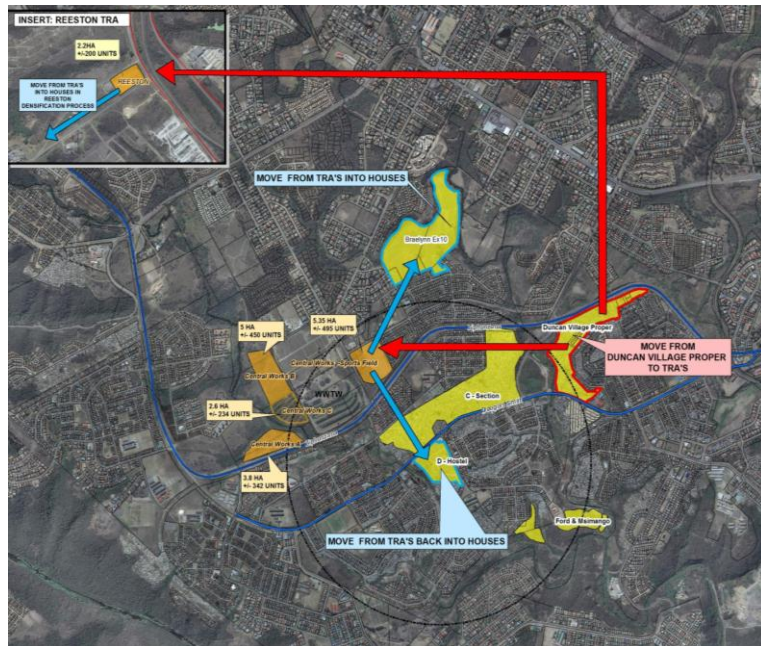 INSERT: REESTON TRA
2.2HA
+/-200 UNITS
REESTON
MOVE FROM TRA'S
INTO HOUSES IN
REESTON
DENSIFICATION PROCESS
MOVE FROM TRA'S INTO HOUSES
Braelynn Ex10
5.35 HA
+/- 495 UNITS
5 HA
+/- 450 UNITS
Duncan Village Proper
MOVE FROM
DUNCAN VILLAGE PROPER
TO TRA'S
Central Works - Sports Field
Central Works B
WWTW
C - Section
2.6 HA
+/- 234 UNITS
Central Works C
Central Works A
D - Hostel
3.8 HA
+/- 342 UNITS
Ford & Msimango
MOVE FROM TRA'S BACK INTO HOUSES